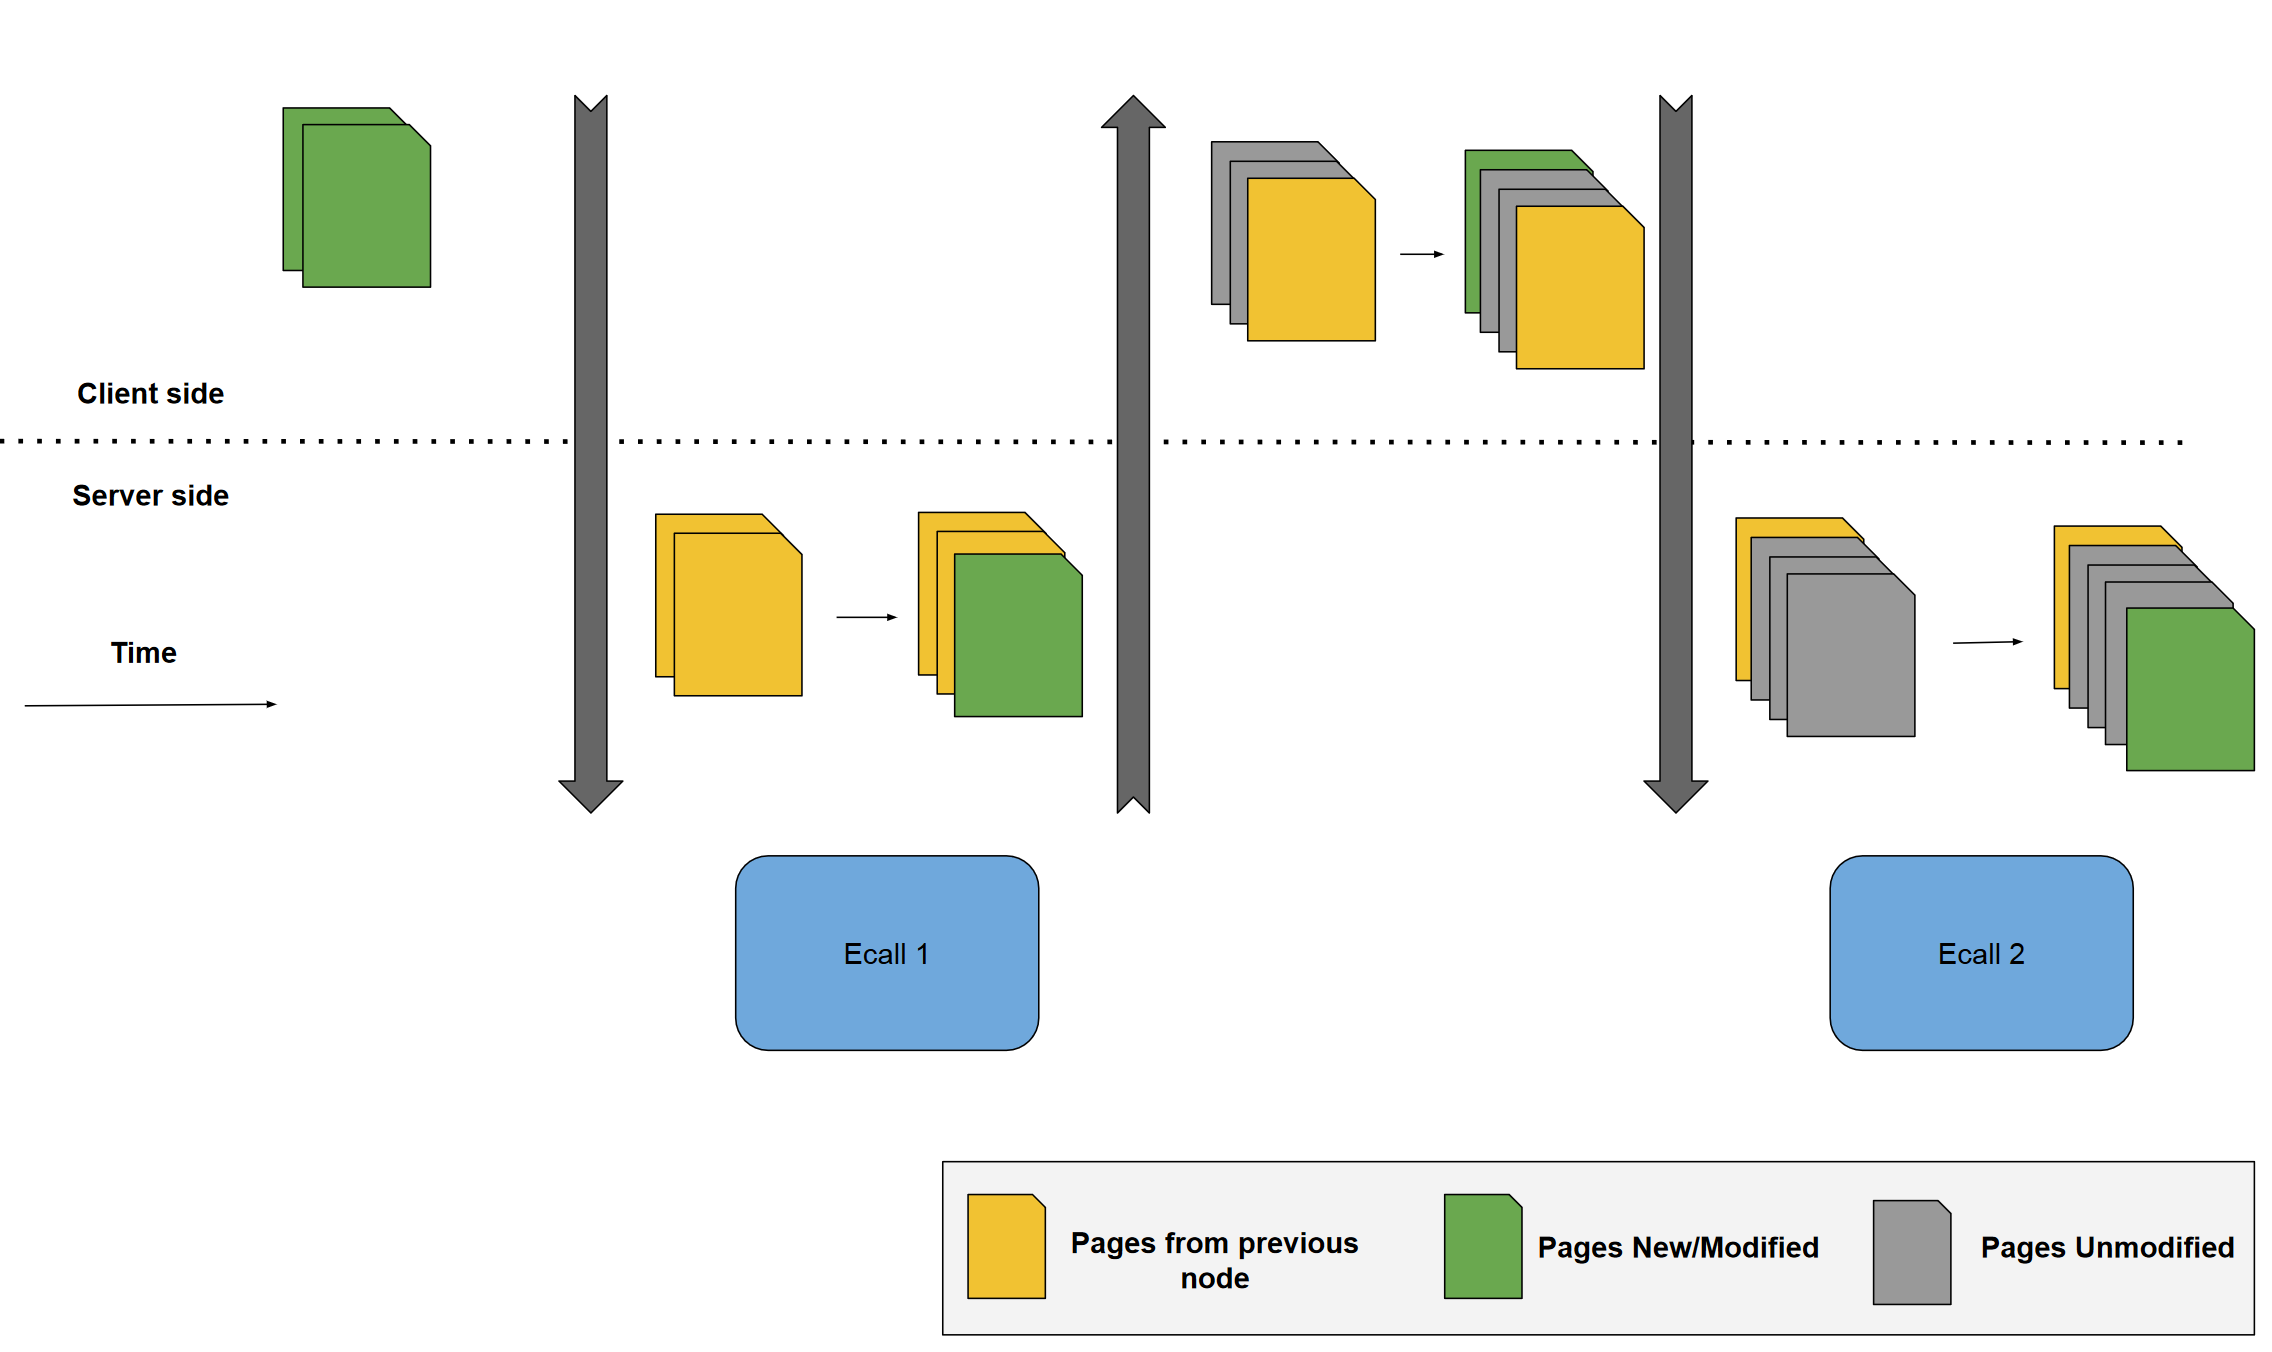 Client side
Server side
Time
Ecall 1
Ecall 2
Pages from previous
node
Pages New/Modified
Pages Unmodified